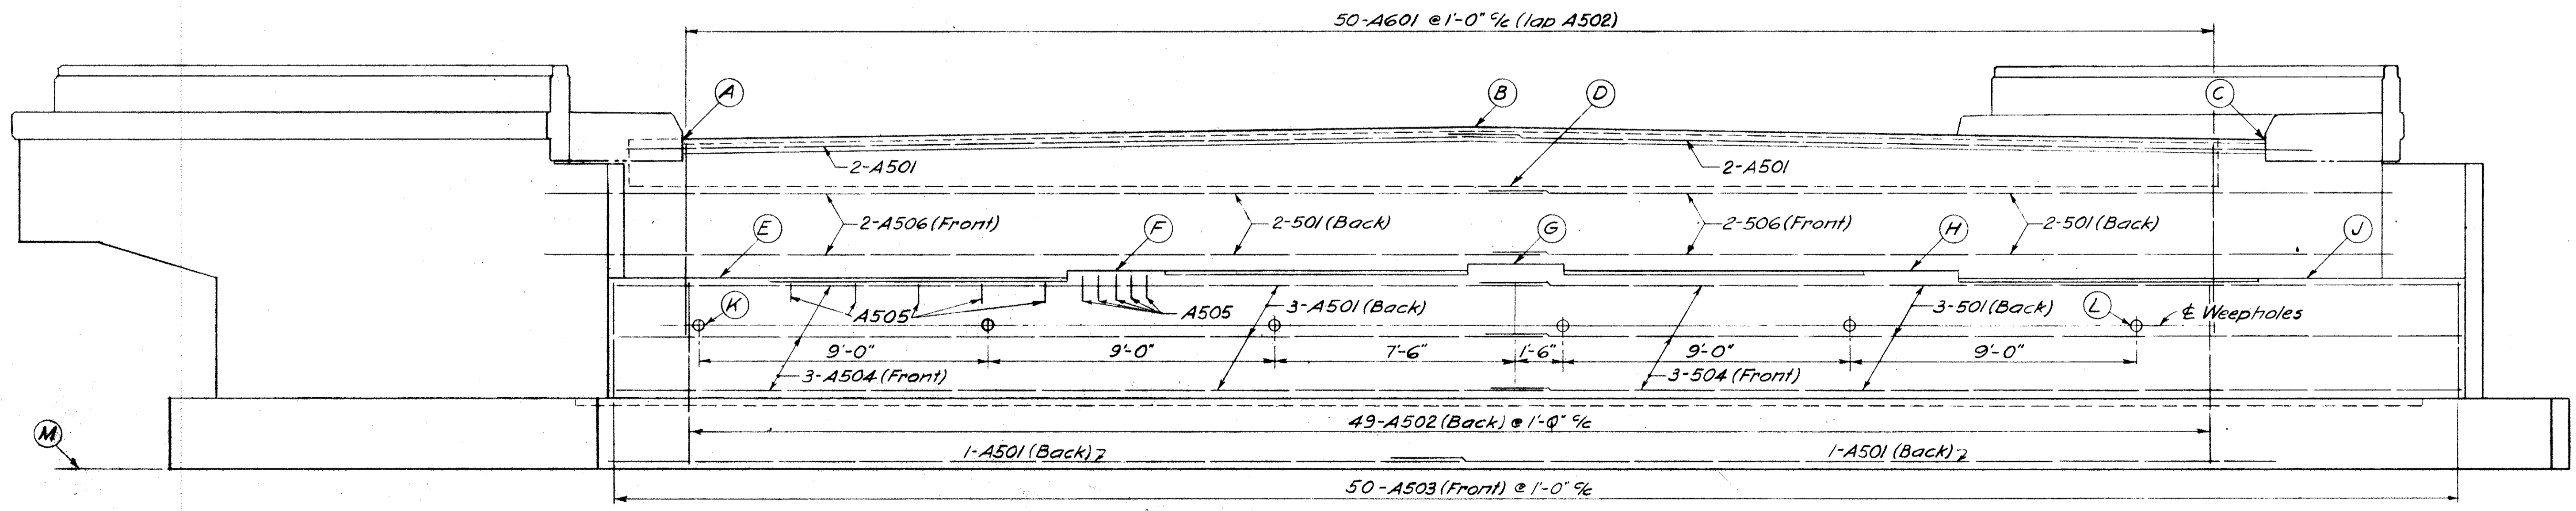 50-A601 @ 1'-0" c/c (lap A502)
A
B
D
C
2-A501
2-A501
2-A506 (Front)
2-501 (Back)
2-506 (Front)
2-501 (Back)
E
F
G
H
J
K
A505
A505
3-A501 (Back)
3-501 (Back)
L
℄ Weepholes
9'-0"
9'-0"
7'-6"
1'-6"
9'-0"
9'-0"
3-A504 (Front)
3-504 (Front)
49-A502 (Back) @ 1'-0" c/c
M
1-A501 (Back)
1-A501 (Back)
50-A503 (Front) @ 1'-0" c/c